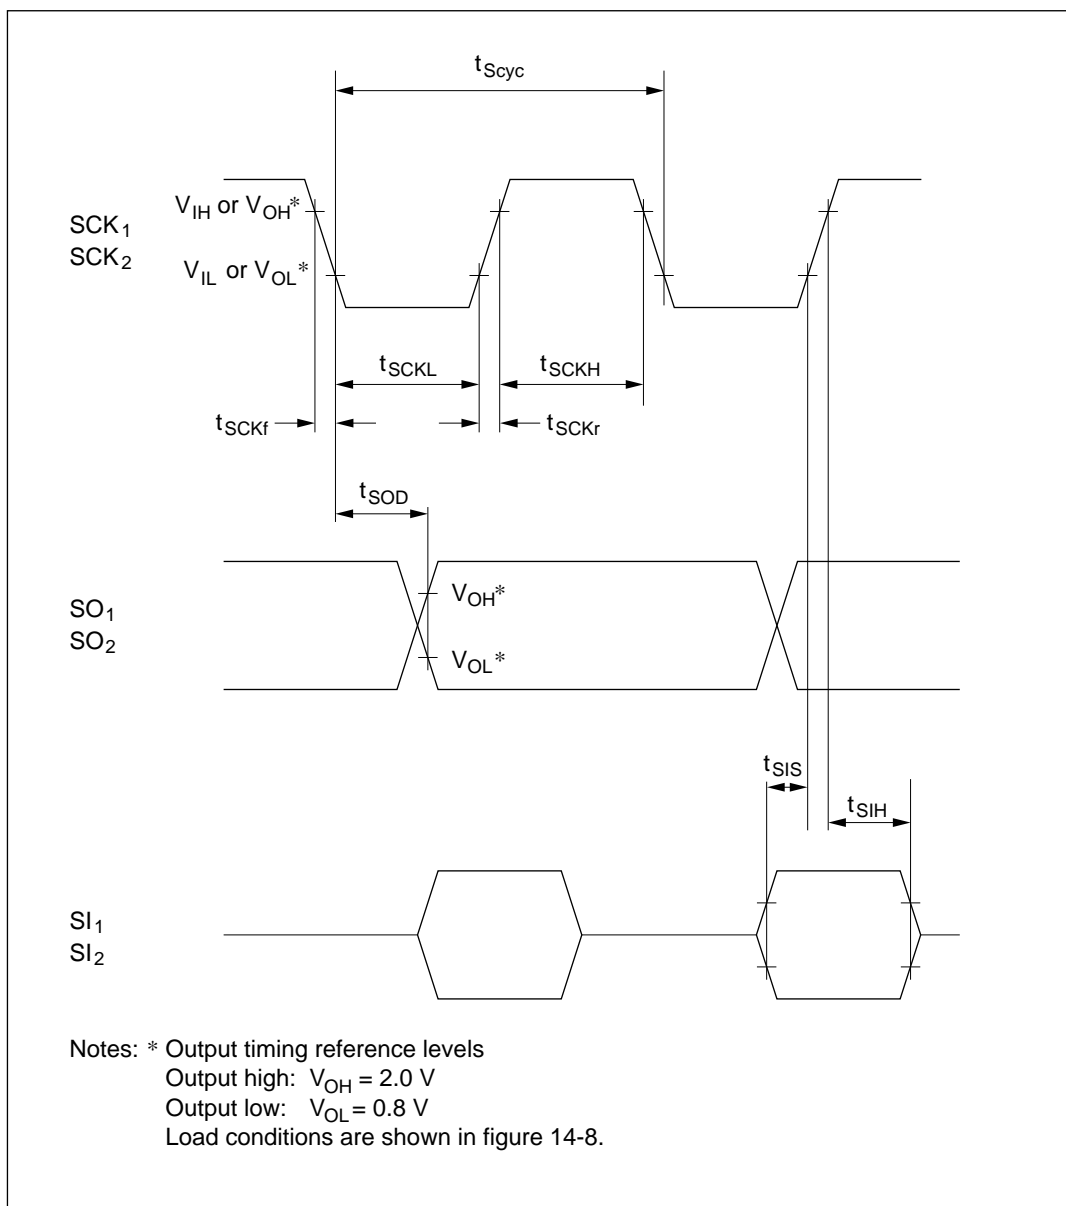 tScyc
VIH or VOH*
SCK1
SCK2
VIL or VOL*
tSCKL
tSCKH
tSCKf
tSCKr
tSOD
VOH*
SO1
SO2
VOL*
tSIS
tSIH
SI1
SI2
Notes: * Output timing reference levels
Output high: VOH = 2.0 V
Output low: VOL = 0.8 V
Load conditions are shown in figure 14-8.